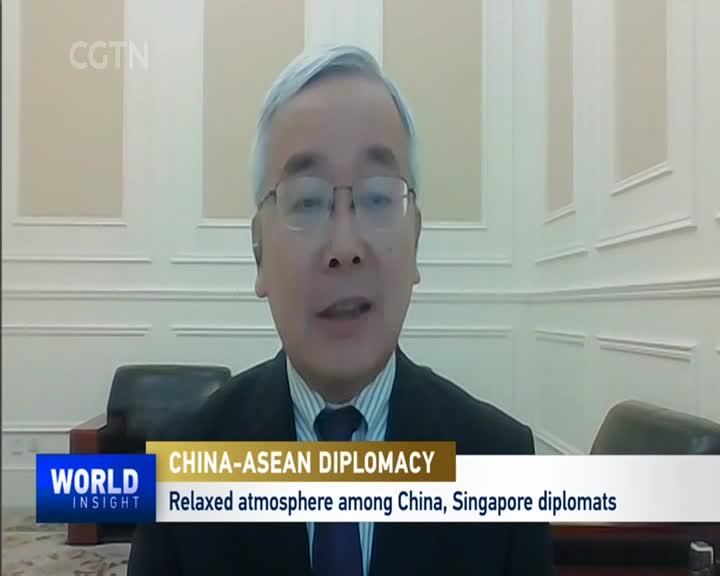 CGTN
CHINA-ASEAN DIPLOMACY
WORLD
INSIGHT
Relaxed atmosphere among China, Singapore diplomats